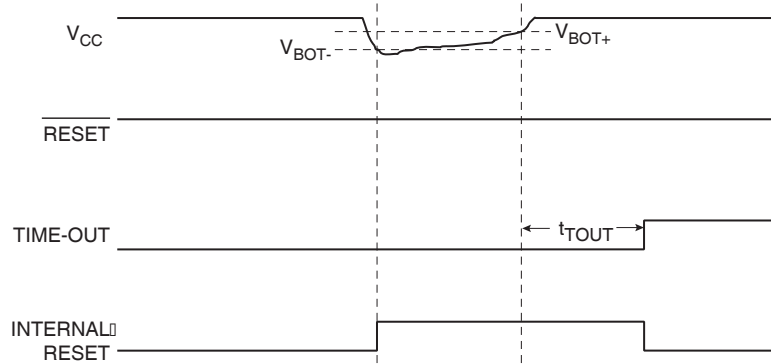 VCC
VBOT-
VBOT+
RESET
TIME-OUT
tTOUT
INTERNAL▯
RESET